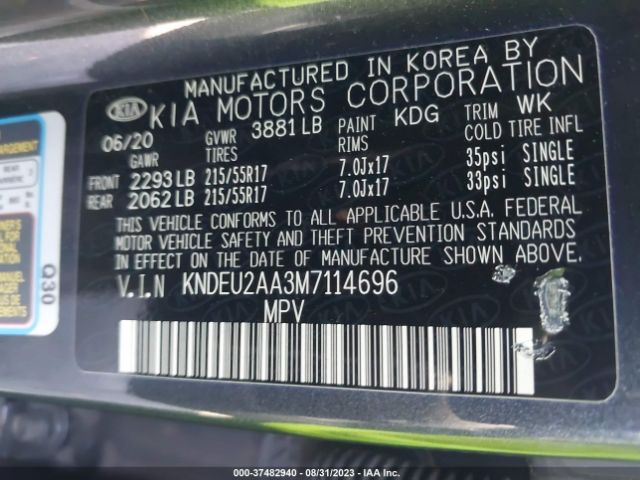 MANUFACTURED IN KOREA BY
KIA KIA MOTORS CORPORATION
06/20 GVWR 3881 LB PAINT KDG TRIM WK
GAWR TIRES RIMS COLD TIRE INFL
FRONT 2293 LB 215/55R17 7.0Jx17 35psi SINGLE
REAR 2062 LB 215/55R17 7.0Jx17 33psi SINGLE
THIS VEHICLE CONFORMS TO ALL APPLICABLE U.S.A. FEDERAL
MOTOR VEHICLE SAFETY AND THEFT PREVENTION STANDARDS
IN EFFECT ON THE DATE OF MANUFACTURE SHOWN ABOVE.
V.I.N KNDEU2AA3M7114696
MPV
Q30
000-37482940 - 08/31/2023 - IAA Inc.